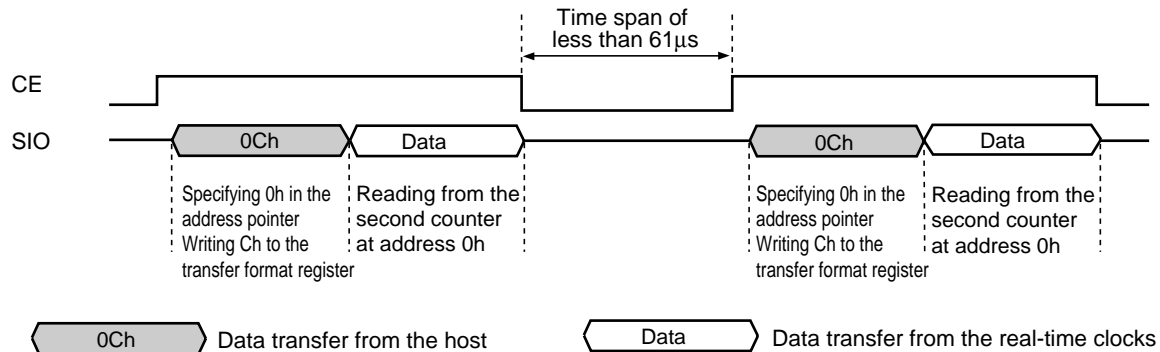 Time span of
less than 61μs
CE
SIO
0Ch
Data
0Ch
Data
Specifying 0h in the
address pointer
Writing Ch to the
transfer format register
Reading from the
second counter
at address 0h
Specifying 0h in the
address pointer
Writing Ch to the
transfer format register
Reading from the
second counter
at address 0h
0Ch
Data transfer from the host
Data
Data transfer from the real-time clocks